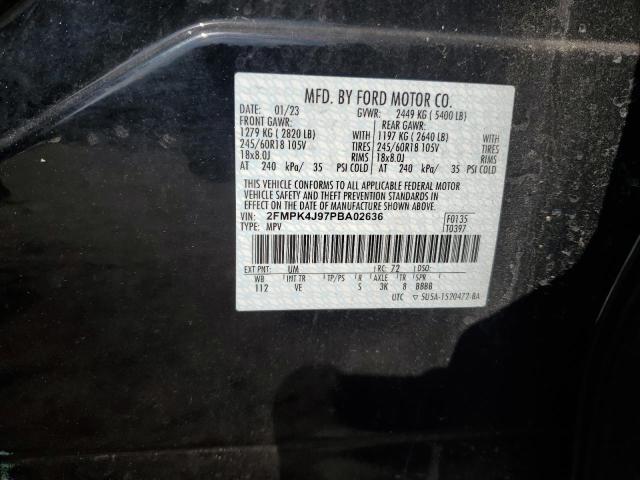 MFD. BY FORD MOTOR CO.
DATE: 01/23 GVWR: 2449 KG ( 5400 LB)
FRONT GAWR: REAR GAWR:
1279 KG ( 2820 LB) WITH 1197 KG ( 2640 LB) WITH
245/60R18 105V TIRES 245/60R18 105V TIRES
18x8.0J RIMS 18x8.0J RIMS
AT 240 kPa/ 35 PSI COLD AT 240 kPa/ 35 PSI COLD
THIS VEHICLE CONFORMS TO ALL APPLICABLE FEDERAL MOTOR
VEHICLE SAFETY AND THEFT PREVENTION STANDARDS IN
EFFECT ON THE DATE OF MANUFACTURE SHOWN ABOVE.
VIN: 2FMPK4J97PBA02636 F0135
TYPE: MPV T0397
EXT PNT: UM RC: 72 DSO:
WB INT TR TP/PS R AXLE TR SPR
112 VE S 3K 8 BBBB
UTC ▽ 5U5A-1520472-BA